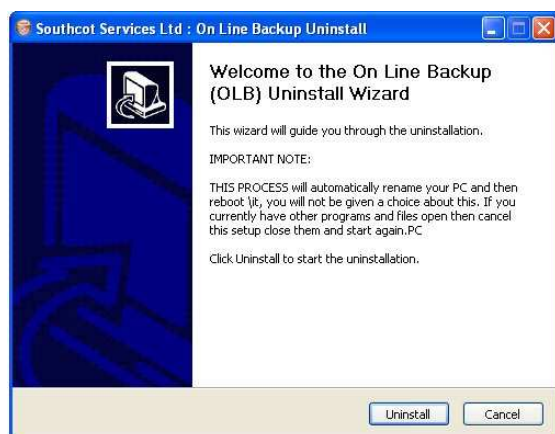 Southcot Services Ltd : On Line Backup Uninstall
Welcome to the On Line Backup
(OLB) Uninstall Wizard
This wizard will guide you through the uninstallation.
IMPORTANT NOTE:
THIS PROCESS will automatically rename your PC and then
reboot \it, you will not be given a choice about this. If you
currently have other programs and files open then cancel
this setup close them and start again.PC
Click Uninstall to start the uninstallation.
Uninstall
Cancel